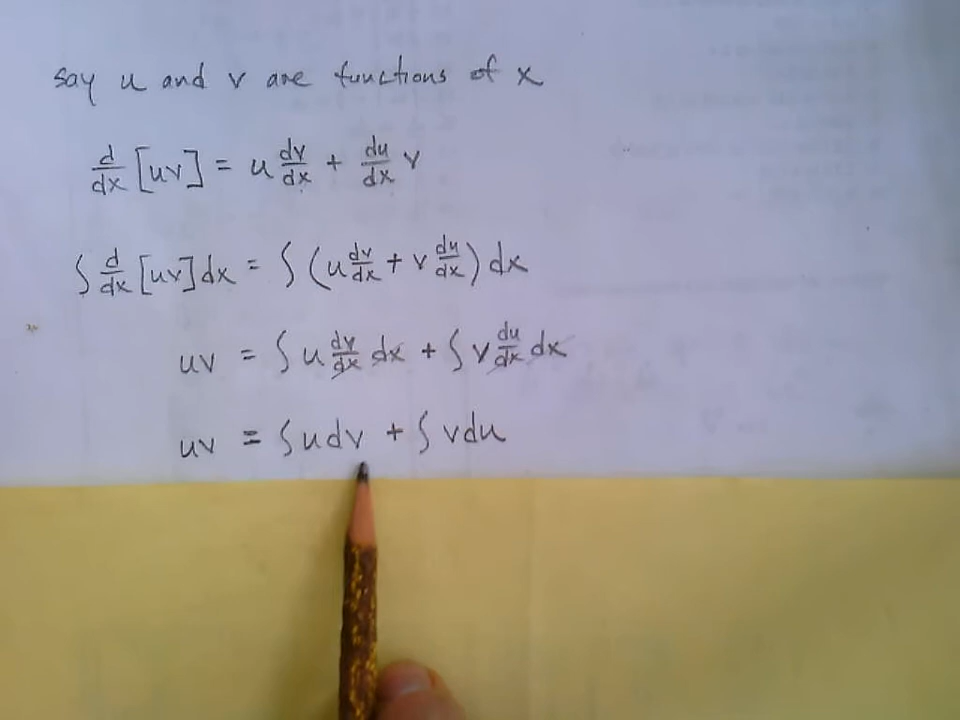 say u and v are functions of x
d/dx [uv] = u dv/dx + du/dx v
∫ d/dx [uv] dx = ∫ (u dv/dx + v du/dx) dx
uv = ∫ u dv/dx dx + ∫ v du/dx dx
uv = ∫ u dv + ∫ v du